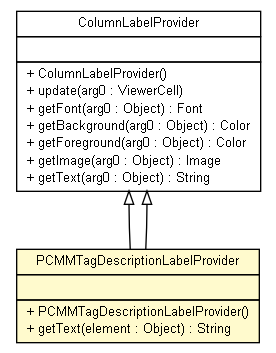 ColumnLabelProvider
+ ColumnLabelProvider()
+ update(arg0 : ViewerCell)
+ getFont(arg0 : Object) : Font
+ getBackground(arg0 : Object) : Color
+ getForeground(arg0 : Object) : Color
+ getImage(arg0 : Object) : Image
+ getText(arg0 : Object) : String
PCMMTagDescriptionLabelProvider
+ PCMMTagDescriptionLabelProvider()
+ getText(element : Object) : String